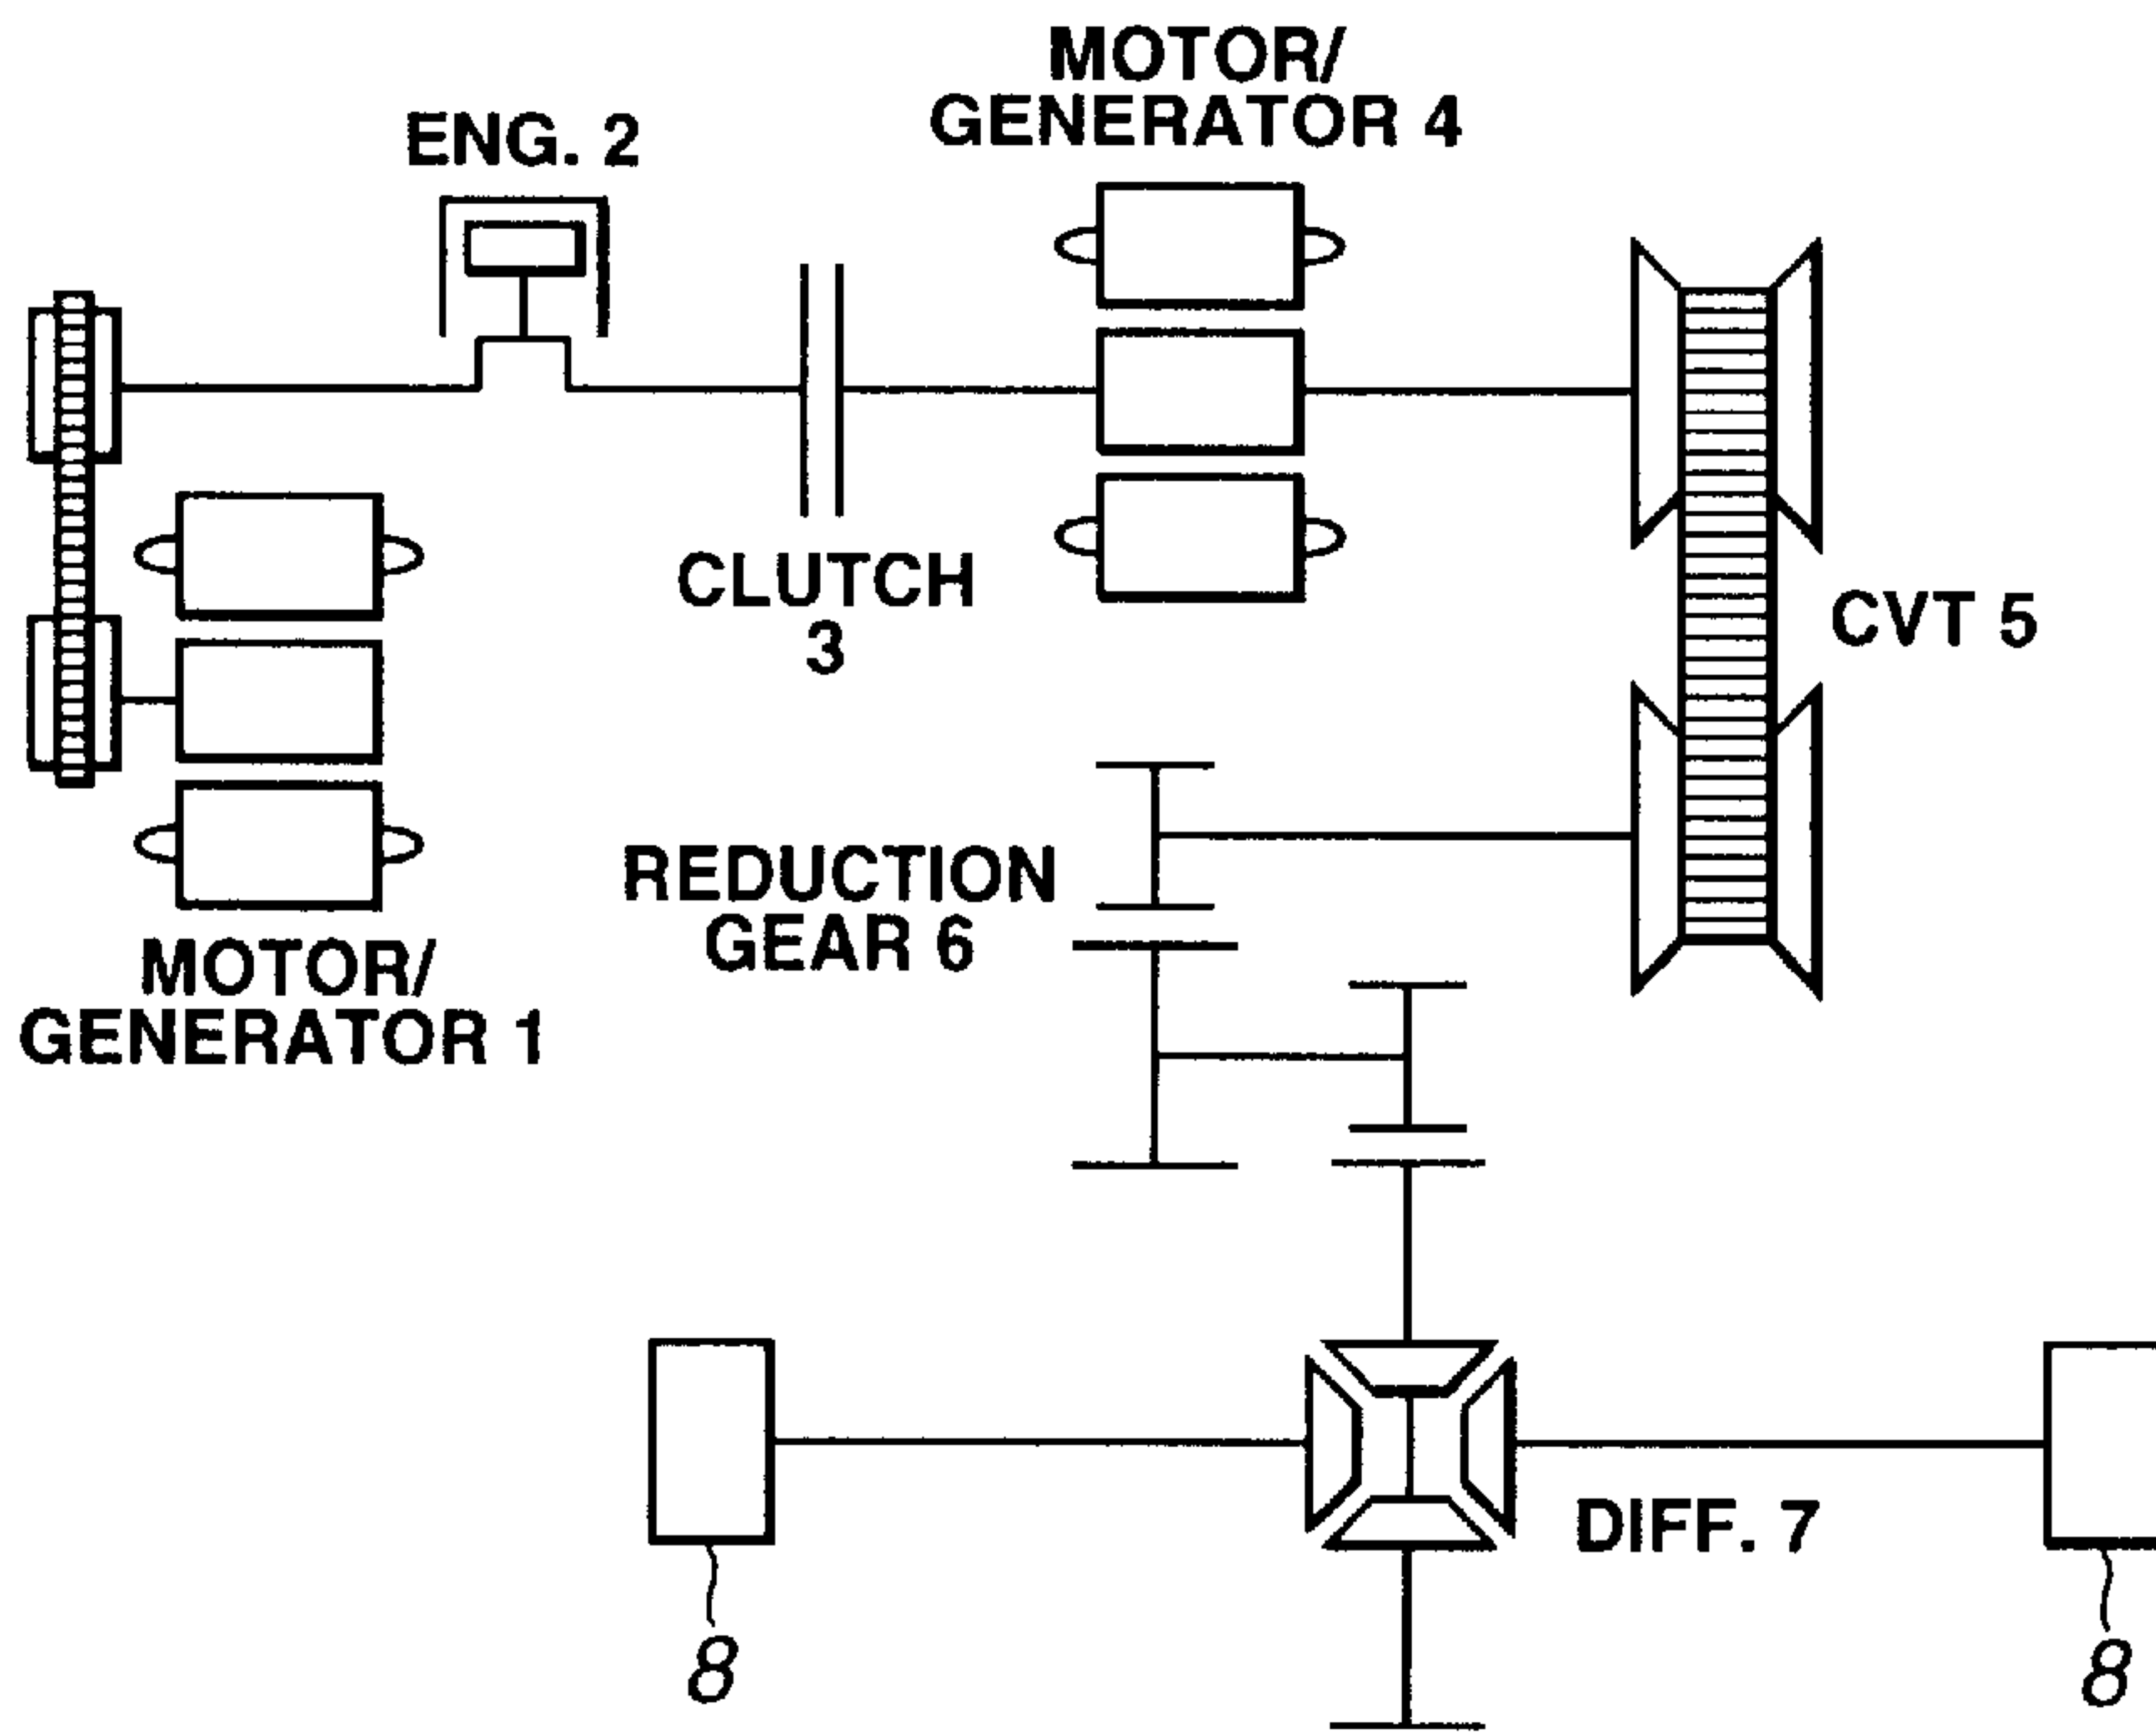 MOTOR/
GENERATOR 4
ENG. 2
CLUTCH
3
CVT 5
REDUCTION
GEAR 6
MOTOR/
GENERATOR 1
DIFF. 7
8
8